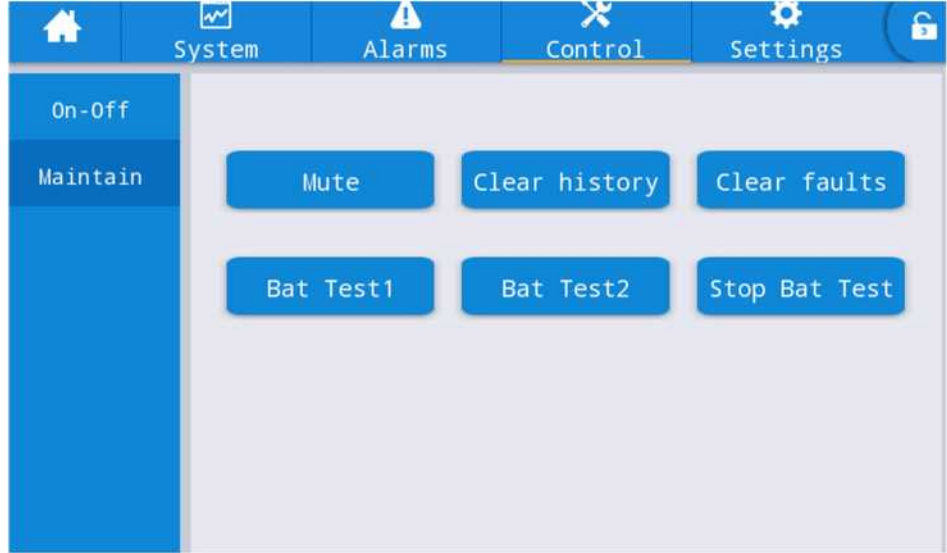 System Alarms Control Settings
On-Off
Maintain
Mute Clear history Clear faults
Bat Test1 Bat Test2 Stop Bat Test